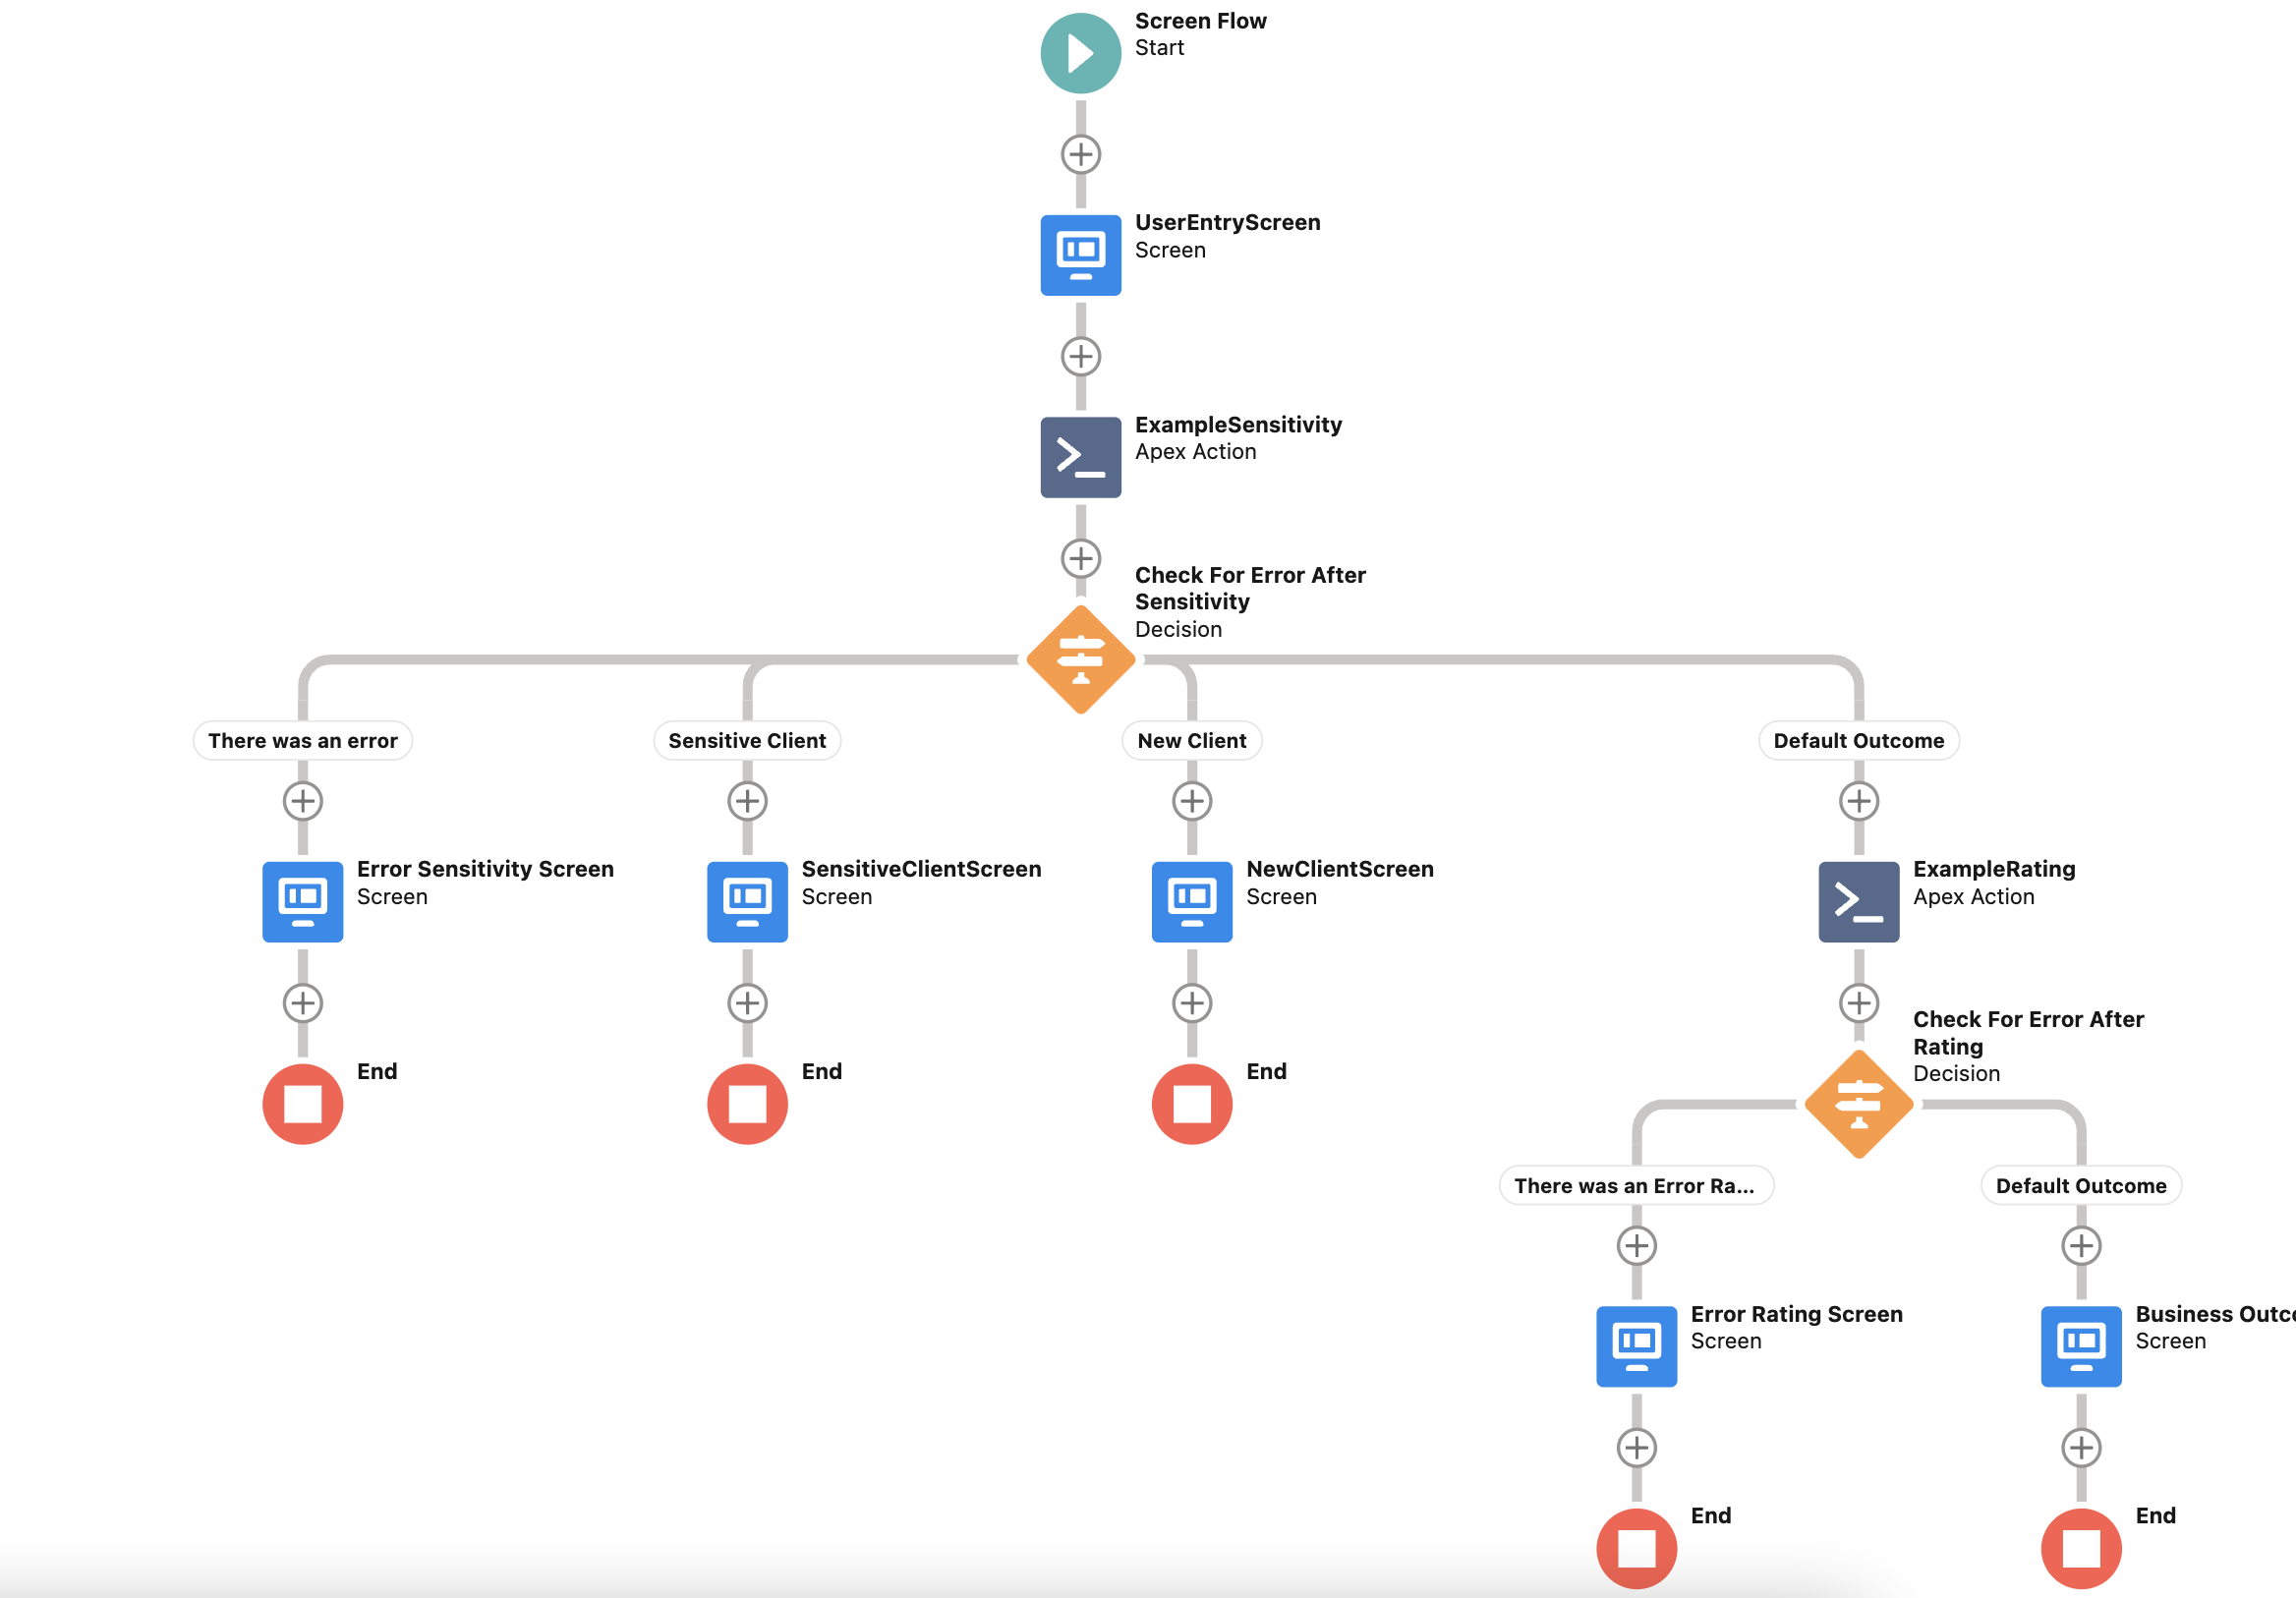 Screen Flow
Start
UserEntryScreen
Screen
ExampleSensitivity
Apex Action
Check For Error After
Sensitivity
Decision
There was an error
Sensitive Client
New Client
Default Outcome
Error Sensitivity Screen
Screen
SensitiveClientScreen
Screen
NewClientScreen
Screen
ExampleRating
Apex Action
End
End
End
Check For Error After
Rating
Decision
There was an Error Ra...
Default Outcome
Error Rating Screen
Screen
Business
Screen
End
End